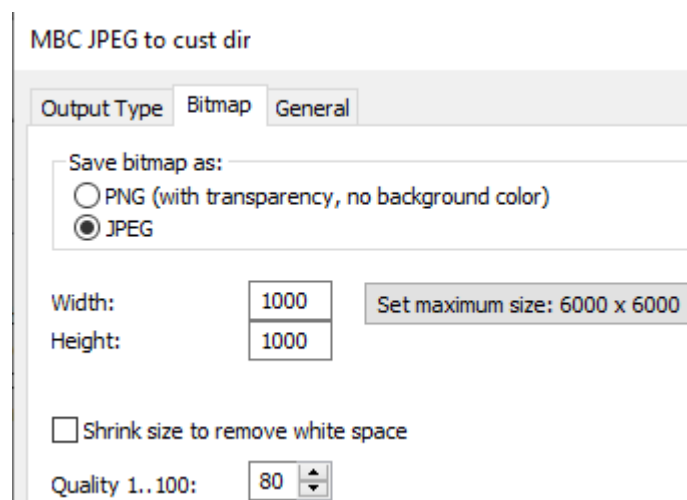 MBC JPEG to cust dir
Output Type Bitmap General
Save bitmap as:
PNG (with transparency, no background color)
JPEG
Width: 1000 Set maximum size: 6000 x 6000
Height: 1000
Shrink size to remove white space
Quality 1..100: 80